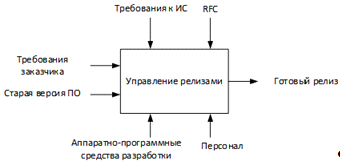 Требования к ИС
RFC
Требования
заказчика
Старая версия ПО
Управление релизами
Готовый релиз
Аппаратно-программные
средства разработки
Персонал